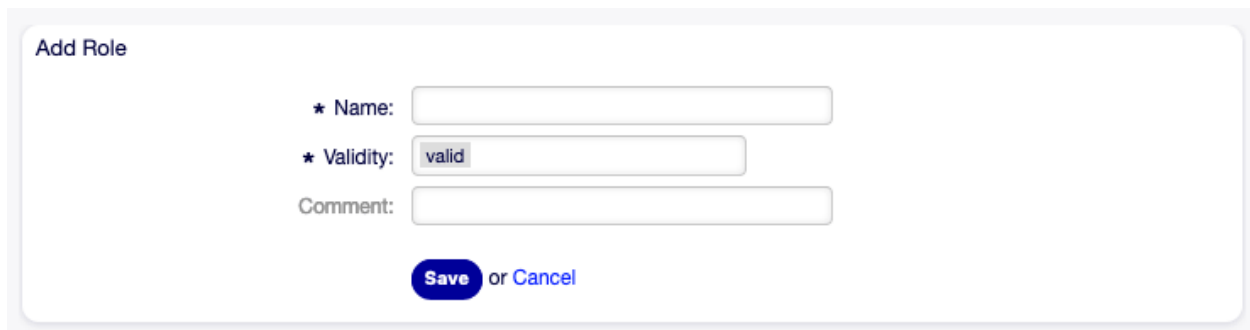 Add Role
★ Name:
★ Validity: valid
Comment:
Save or Cancel